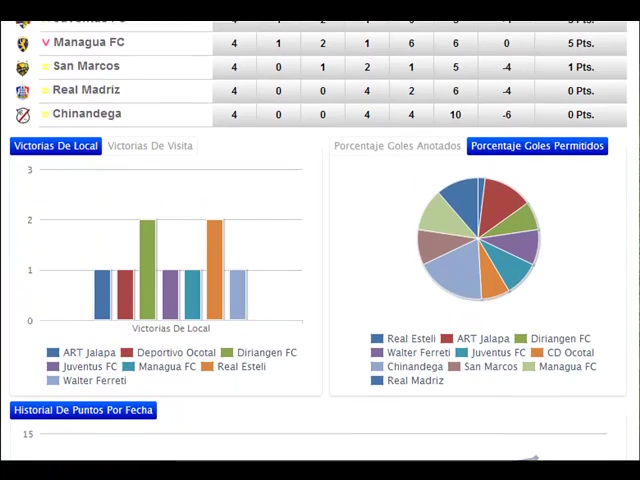 Managua FC 4 1 2 1 6 6 0 5 Pts.
San Marcos 4 0 1 2 1 5 -4 1 Pts.
Real Madriz 4 0 0 4 2 6 -4 0 Pts.
Chinandega 4 0 0 4 4 10 -6 0 Pts.
Victorias De Local Victorias De Visita
Porcentaje Goles Anotados Porcentaje Goles Permitidos
3
2
1
0
Victorias De Local
ART Jalapa Deportivo Ocotal Diriangen FC
Juventus FC Managua FC Real Esteli
Walter Ferreti
Real Esteli ART Jalapa Diriangen FC
Walter Ferreti Juventus FC CD Ocotal
Chinandega San Marcos Managua FC
Real Madriz
Historial De Puntos Por Fecha
15